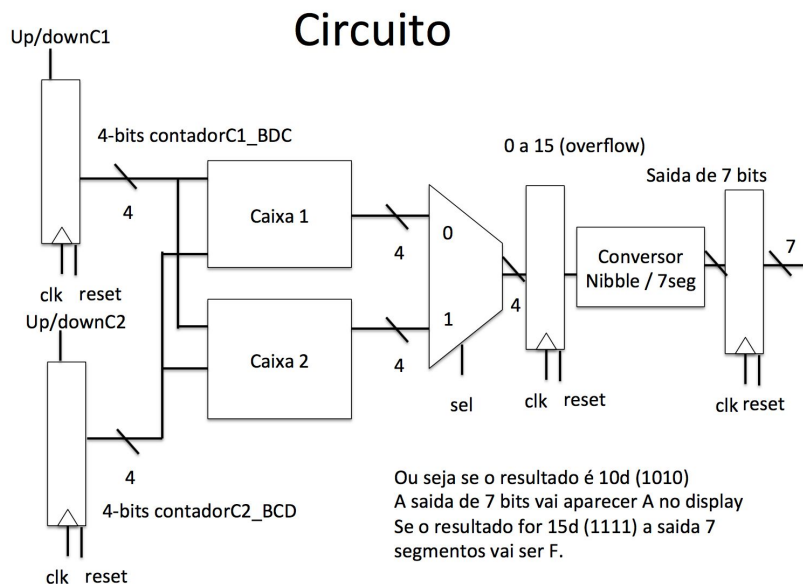 Circuito
Up/downC1
4-bits contadorC1_BDC
4
clk reset
Up/downC2
4
4-bits contadorC2_BCD
clk reset
Caixa 1
Caixa 2
4
4
0
1
sel
0 a 15 (overflow)
4
clk reset
Conversor
Nibble / 7seg
Saida de 7 bits
7
clk reset
Ou seja se o resultado é 10d (1010)
A saida de 7 bits vai aparecer A no display
Se o resultado for 15d (1111) a saida 7
segmentos vai ser F.